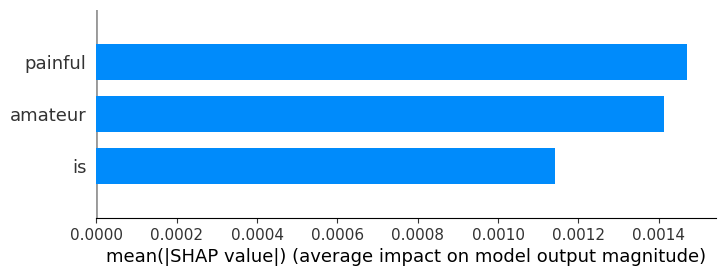 painful
amateur
is
0.0000 0.0002 0.0004 0.0006 0.0008 0.0010 0.0012 0.0014
mean(|SHAP value|) (average impact on model output magnitude)